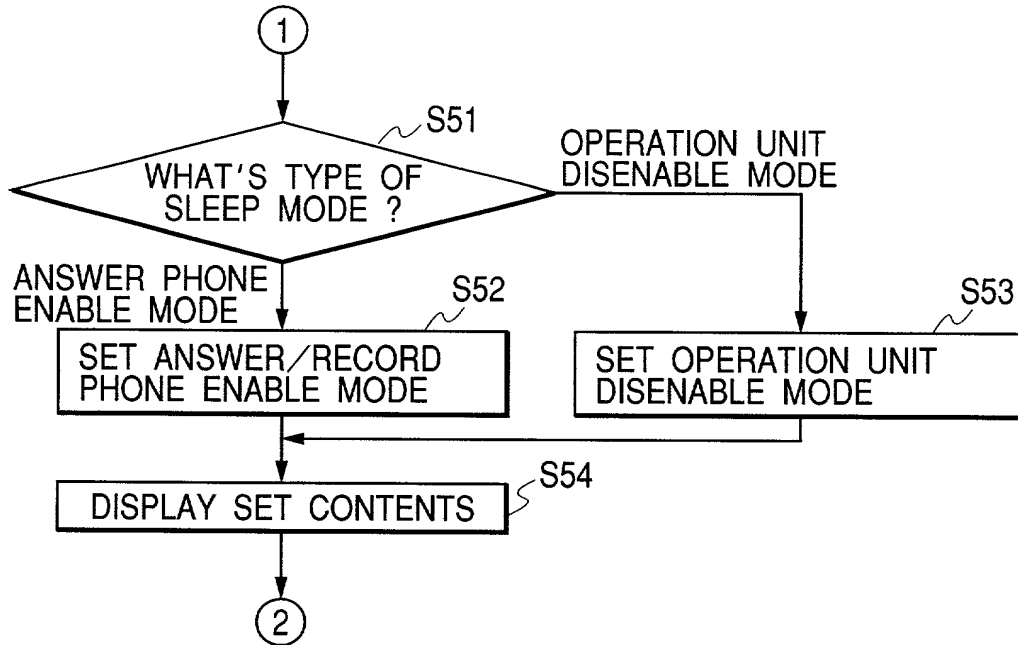 1
S51
WHAT'S TYPE OF
SLEEP MODE ?
OPERATION UNIT
DISENABLE MODE
ANSWER PHONE
ENABLE MODE
S52
SET ANSWER/RECORD
PHONE ENABLE MODE
S53
SET OPERATION UNIT
DISENABLE MODE
S54
DISPLAY SET CONTENTS
2